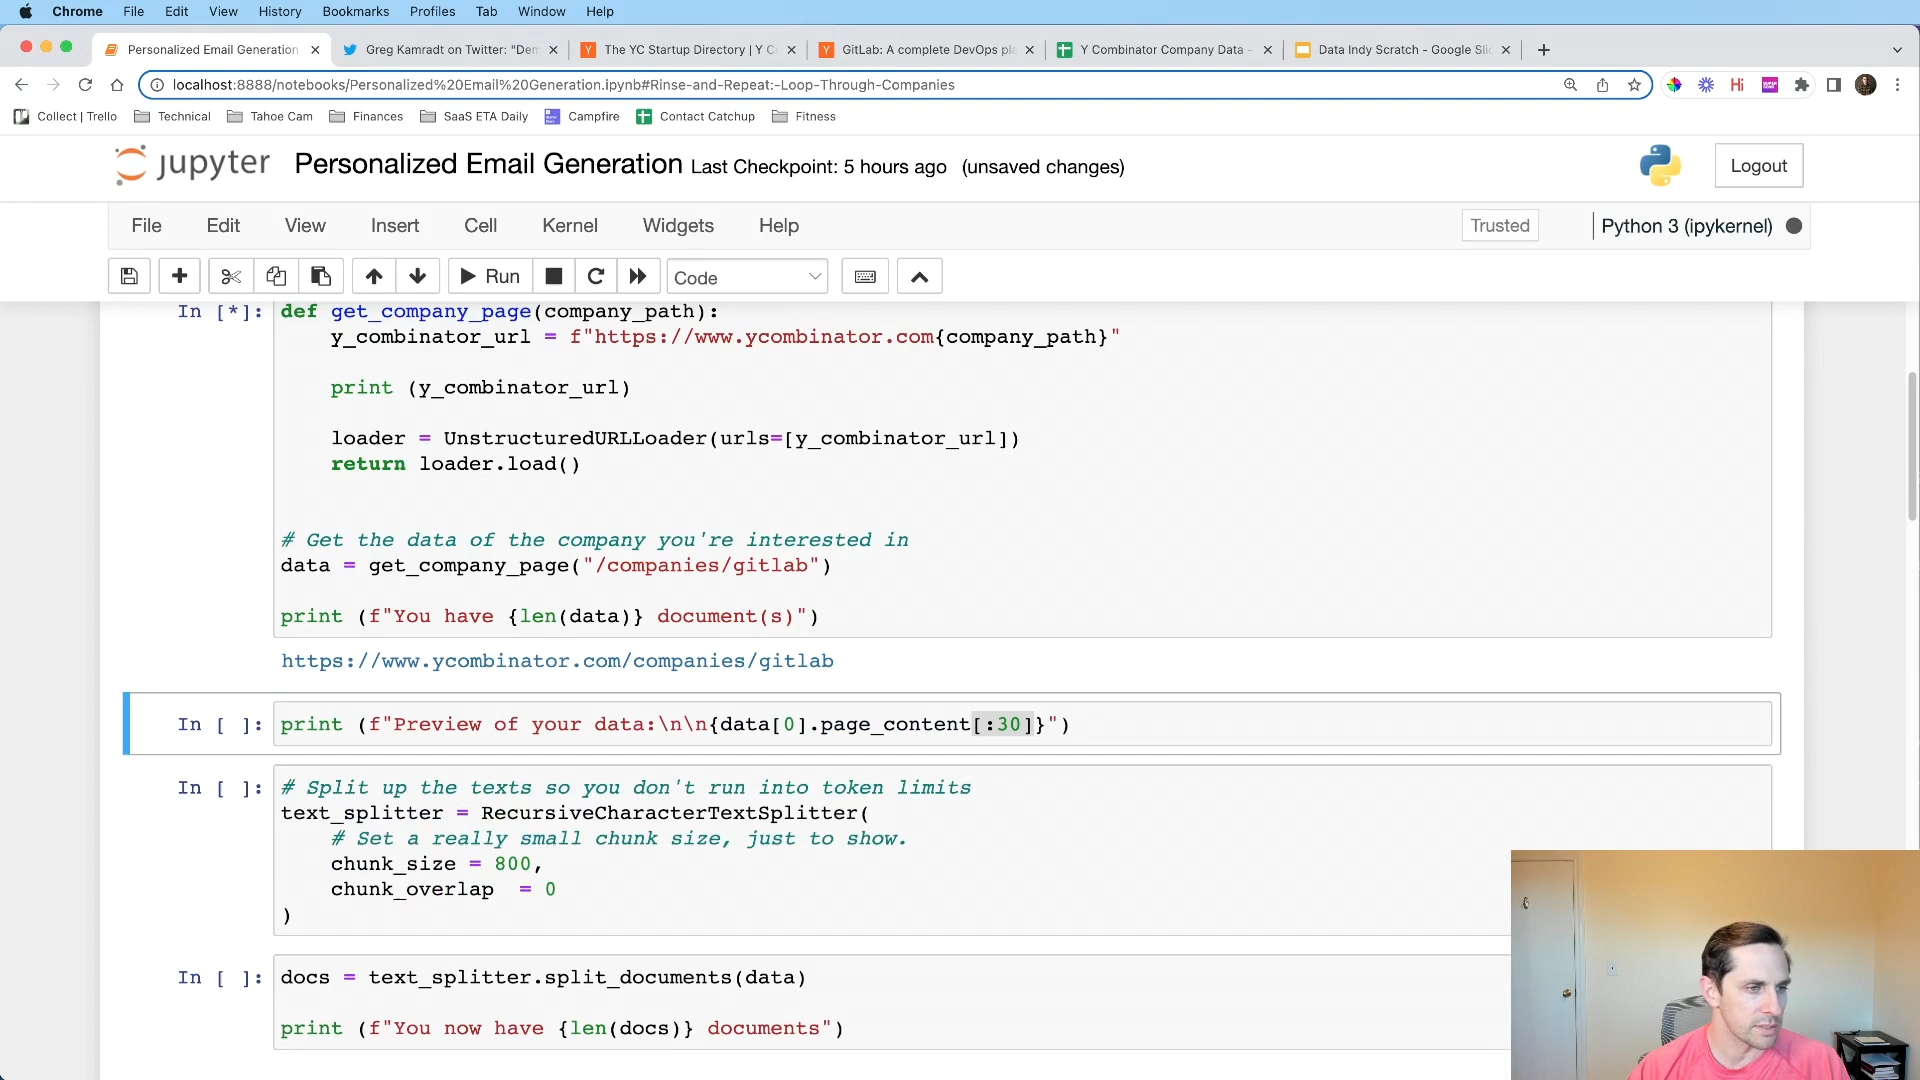 Chrome File Edit View History Bookmarks Profiles Tab Window Help
Personalized Email Generation Greg Kamradt on Twitter: "Dem The YC Startup Directory | Y C GitLab: A complete DevOps pla Y Combinator Company Data - Data Indy Scratch - Google Slic
localhost:8888/notebooks/Personalized%20Email%20Generation.ipynb#Rinse-and-Repeat:-Loop-Through-Companies Hi
Collect | Trello Technical Tahoe Cam Finances SaaS ETA Daily Campfire Contact Catchup Fitness
jupyter Personalized Email Generation Last Checkpoint: 5 hours ago (unsaved changes) Logout
File Edit View Insert Cell Kernel Widgets Help Trusted Python 3 (ipykernel)
Run Code
In [*]: def get_company_page(company_path):
y_combinator_url = f"https://www.ycombinator.com{company_path}"
print (y_combinator_url)
loader = UnstructuredURLLoader(urls=[y_combinator_url])
return loader.load()
# Get the data of the company you're interested in
data = get_company_page("/companies/gitlab")
print (f"You have {len(data)} document(s)")
https://www.ycombinator.com/companies/gitlab
In [ ]: print (f"Preview of your data:\n\n{data[0].page_content[:30]}")
In [ ]: # Split up the texts so you don't run into token limits
text_splitter = RecursiveCharacterTextSplitter(
# Set a really small chunk size, just to show.
chunk_size = 800,
chunk_overlap  = 0
)
In [ ]: docs = text_splitter.split_documents(data)
print (f"You now have {len(docs)} documents")